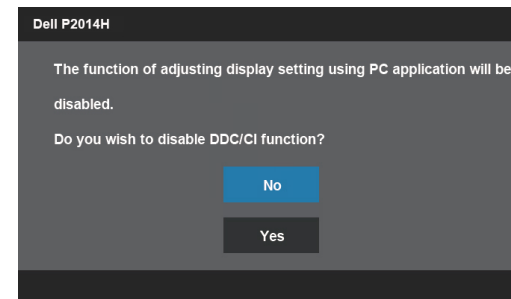 Dell P2014H
The function of adjusting display setting using PC application will be
disabled.
Do you wish to disable DDC/CI function?
No
Yes